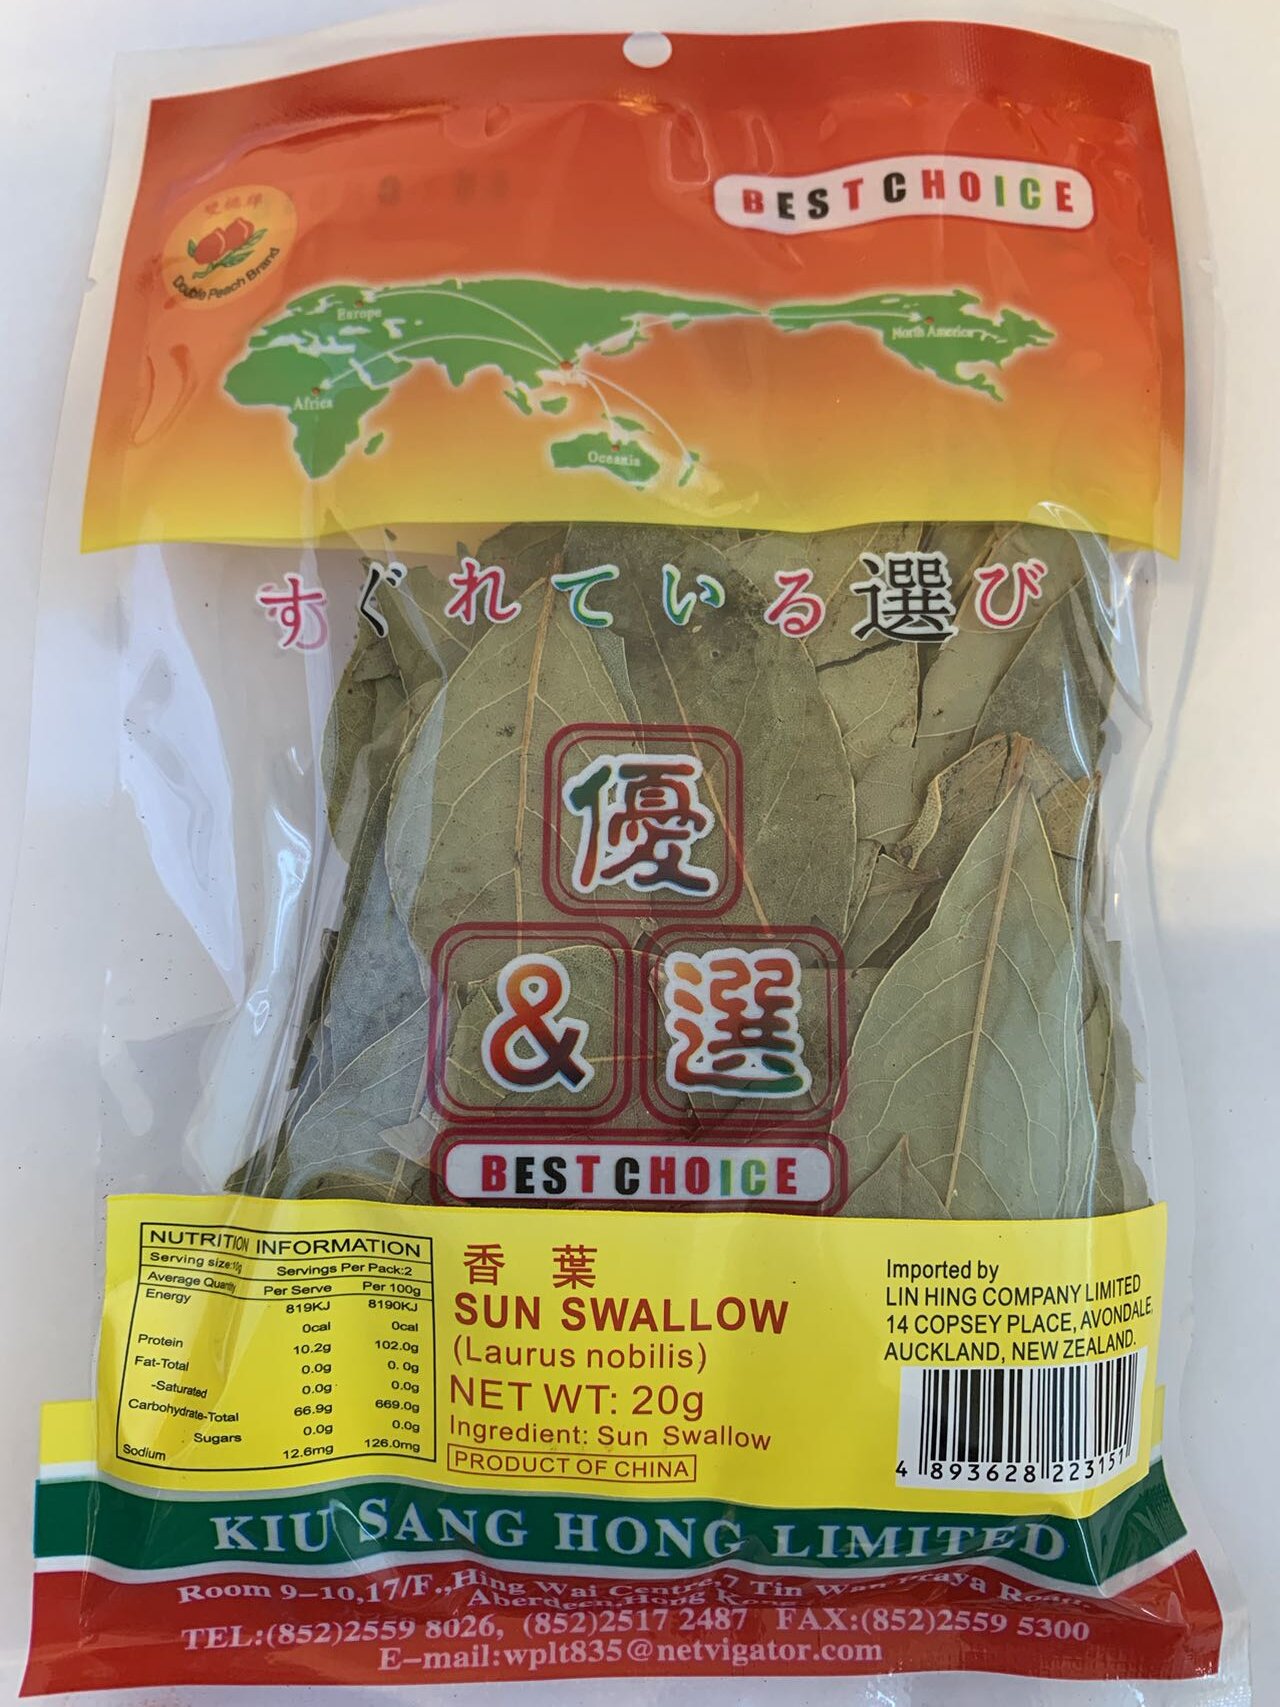 雙桃牌
Double Peach Brand
BEST CHOICE
Europe
North America
Africa
Oceania
すぐれている選び
優
&選
BEST CHOICE
NUTRITION INFORMATION
Serving size:10g Servings Per Pack:2
Average Quantity Per Serve Per 100g
Energy 819KJ 8190KJ
0cal 0cal
Protein 10.2g 102.0g
Fat-Total 0.0g 0.0g
-Saturated 0.0g 0.0g
Carbohydrate-Total 66.9g 669.0g
Sugars 0.0g 0.0g
Sodium 12.6mg 126.0mg
香葉
SUN SWALLOW
(Laurus nobilis)
NET WT: 20g
Ingredient: Sun Swallow
PRODUCT OF CHINA
Imported by
LIN HING COMPANY LIMITED
14 COPSEY PLACE, AVONDALE,
AUCKLAND, NEW ZEALAND.
4 893628 223151
KIU SANG HONG LIMITED
Room 9-10,17/F.,Hing Wai Centre,7 Tin Wan Praya Road.
Aberdeen,Hong Kong
TEL:(852)2559 8026, (852)2517 2487 FAX:(852)2559 5300
E-mail:wplt835@netvigator.com